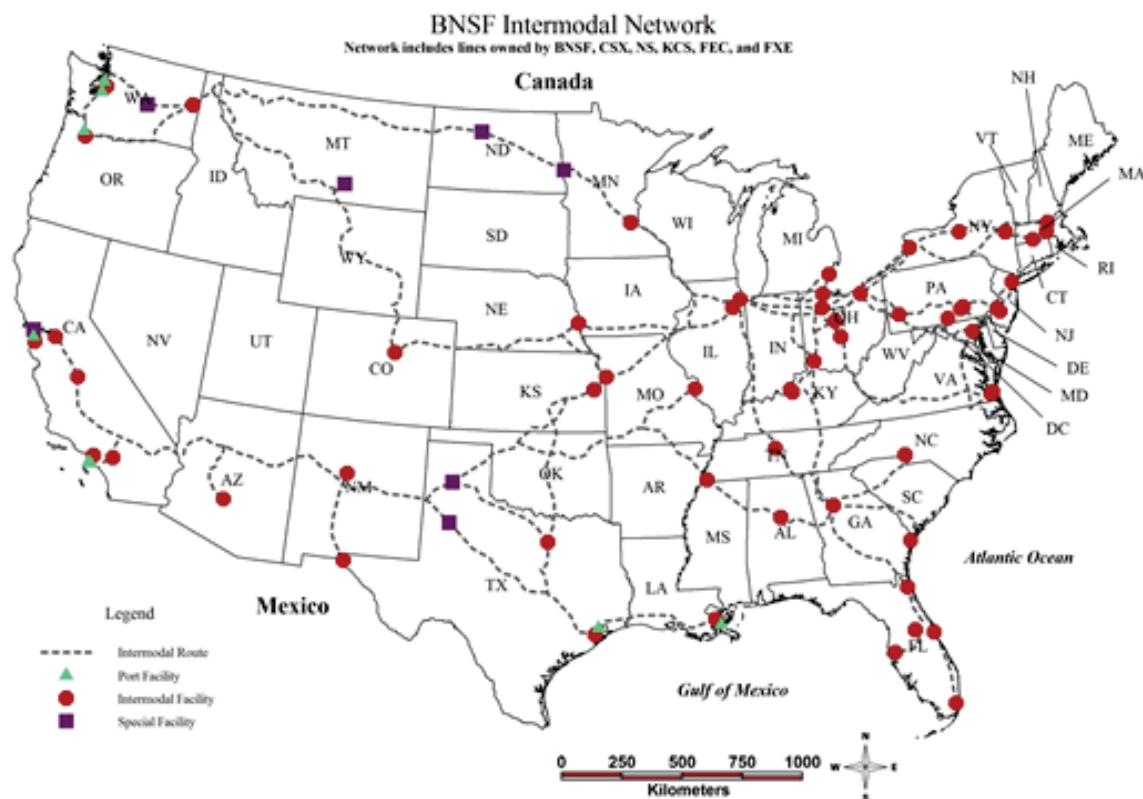 BNSF Intermodal Network
Network includes lines owned by BNSF, CSX, NS, KCS, FEC, and FXE
Canada
NH
VT
ME
MA
WA
MT
ND
MN
OR
ID
WI
MI
NY
SD
WY
RI
CT
IA
PA
NE
OH
NJ
CA
NV
UT
CO
IL
IN
WV
DE
MD
KS
MO
KY
VA
DC
NC
TN
AZ
NM
OK
AR
SC
MS
AL
GA
Atlantic Ocean
TX
LA
Mexico
Legend
FL
Intermodal Route
Port Facility
Gulf of Mexico
Intermodal Facility
Special Facility
N
0 250 500 750 1000
W E
Kilometers
S